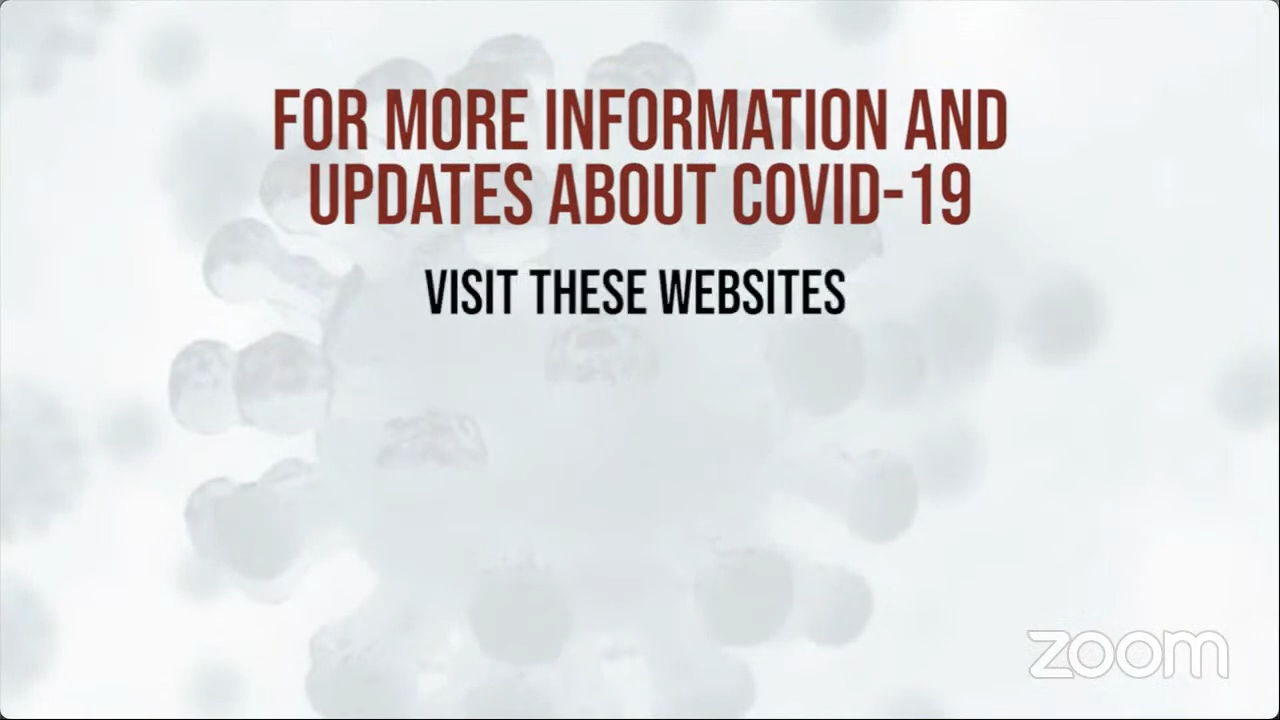 FOR MORE INFORMATION AND
UPDATES ABOUT COVID-19
VISIT THESE WEBSITES
zoom